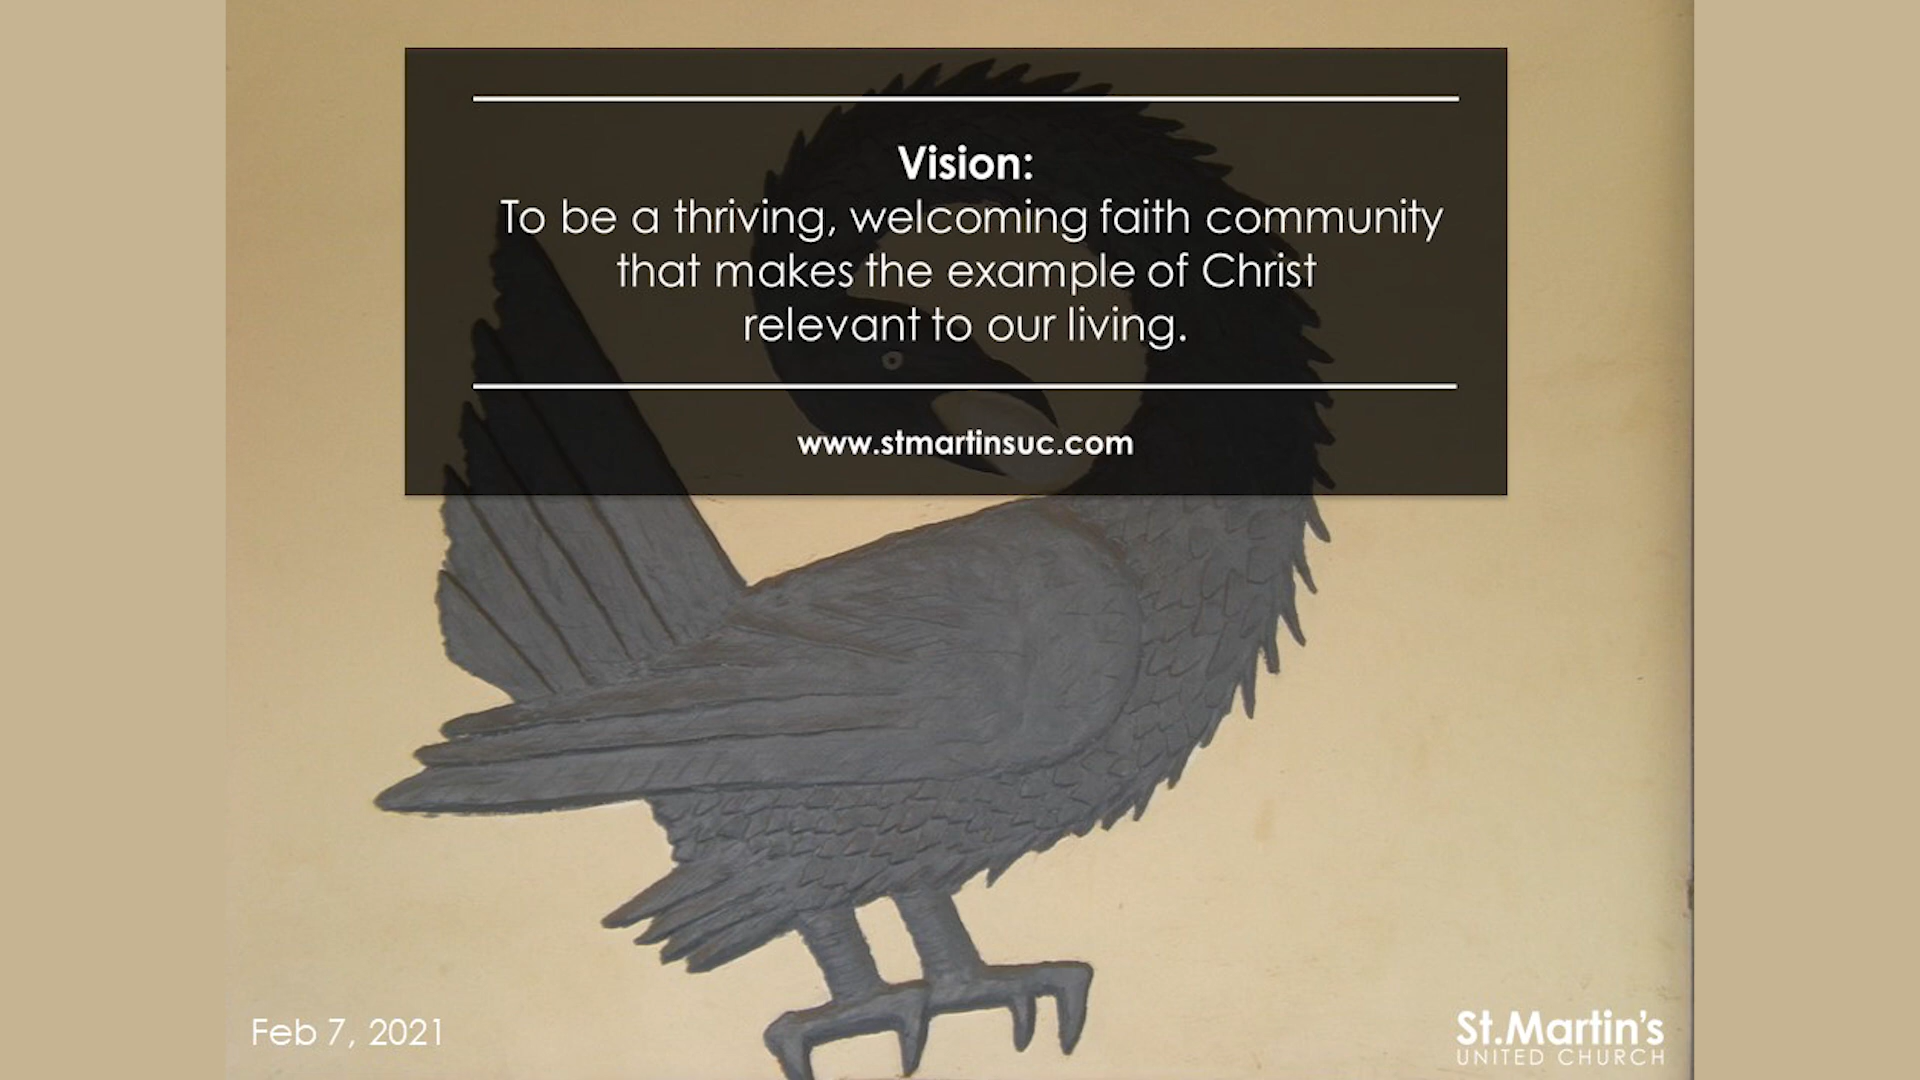 Vision:
To be a thriving, welcoming faith community
that makes the example of Christ
relevant to our living.
www.stmartinsuc.com
Feb 7, 2021
St.Martin's
UNITED CHURCH